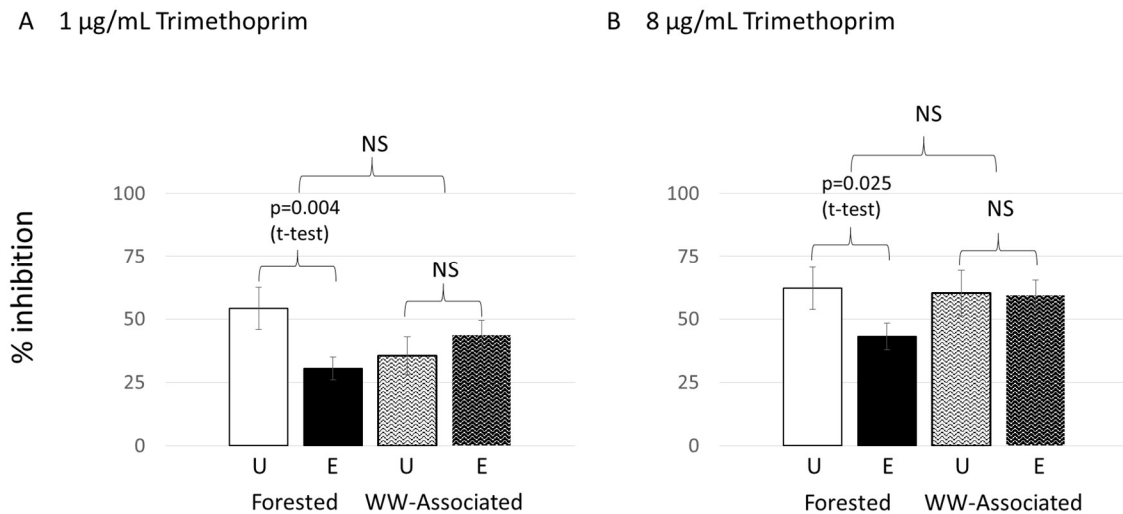 A 1 µg/mL Trimethoprim
NS
100
p=0.004
(t-test)
75
NS
50
25
0
% inhibition
U E U E
Forested WW-Associated
B 8 µg/mL Trimethoprim
NS
100
p=0.025
(t-test)
NS
75
50
25
0
U E U E
Forested WW-Associated